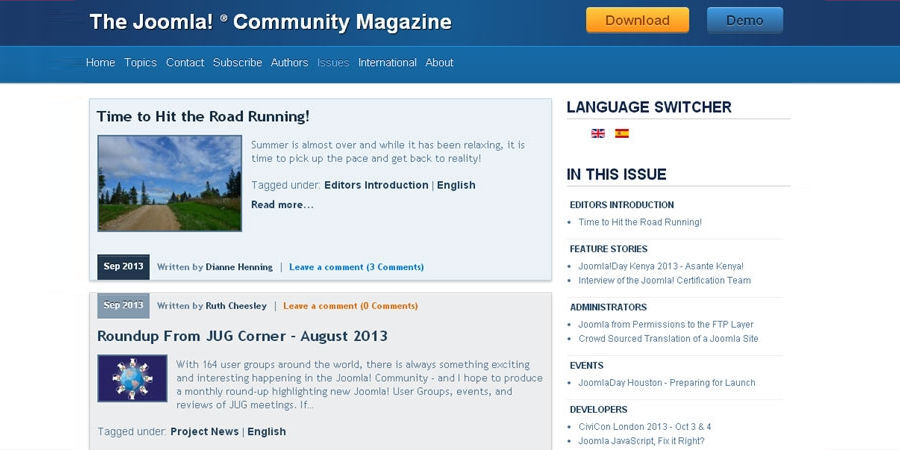 The Joomla! ® Community Magazine
Download
Demo
Home Topics Contact Subscribe Authors Issues International About
Time to Hit the Road Running!
Summer is almost over and while it has been relaxing, it is
time to pick up the pace and get back to reality!
Tagged under: Editors Introduction | English
Read more...
Sep 2013 Written by Dianne Henning | Leave a comment (3 Comments)
Sep 2013 Written by Ruth Cheesley | Leave a comment (0 Comments)
Roundup From JUG Corner - August 2013
With 164 user groups around the world, there is always something exciting
and interesting happening in the Joomla! Community - and I hope to produce
a monthly round-up highlighting new Joomla! User Groups, events, and
reviews of JUG meetings. If...
Tagged under: Project News | English
LANGUAGE SWITCHER
IN THIS ISSUE
EDITORS INTRODUCTION
• Time to Hit the Road Running!
FEATURE STORIES
• Joomla!Day Kenya 2013 - Asante Kenya!
• Interview of the Joomla! Certification Team
ADMINISTRATORS
• Joomla from Permissions to the FTP Layer
• Crowd Sourced Translation of a Joomla Site
EVENTS
• JoomlaDay Houston - Preparing for Launch
DEVELOPERS
• CiviCon London 2013 - Oct 3 & 4
• Joomla JavaScript, Fix it Right?